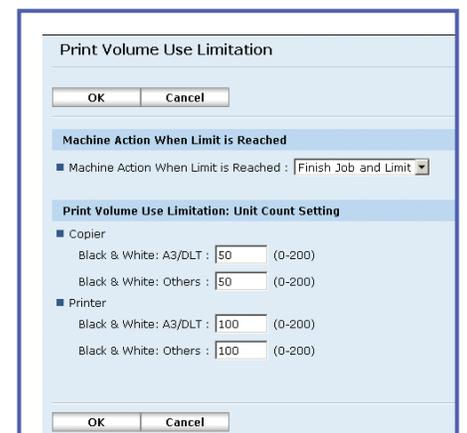 Print Volume Use Limitation
OK Cancel
Machine Action When Limit is Reached
Machine Action When Limit is Reached : Finish Job and Limit
Print Volume Use Limitation: Unit Count Setting
Copier
Black & White: A3/DLT : 50 (0-200)
Black & White: Others : 50 (0-200)
Printer
Black & White: A3/DLT : 100 (0-200)
Black & White: Others : 100 (0-200)
OK Cancel